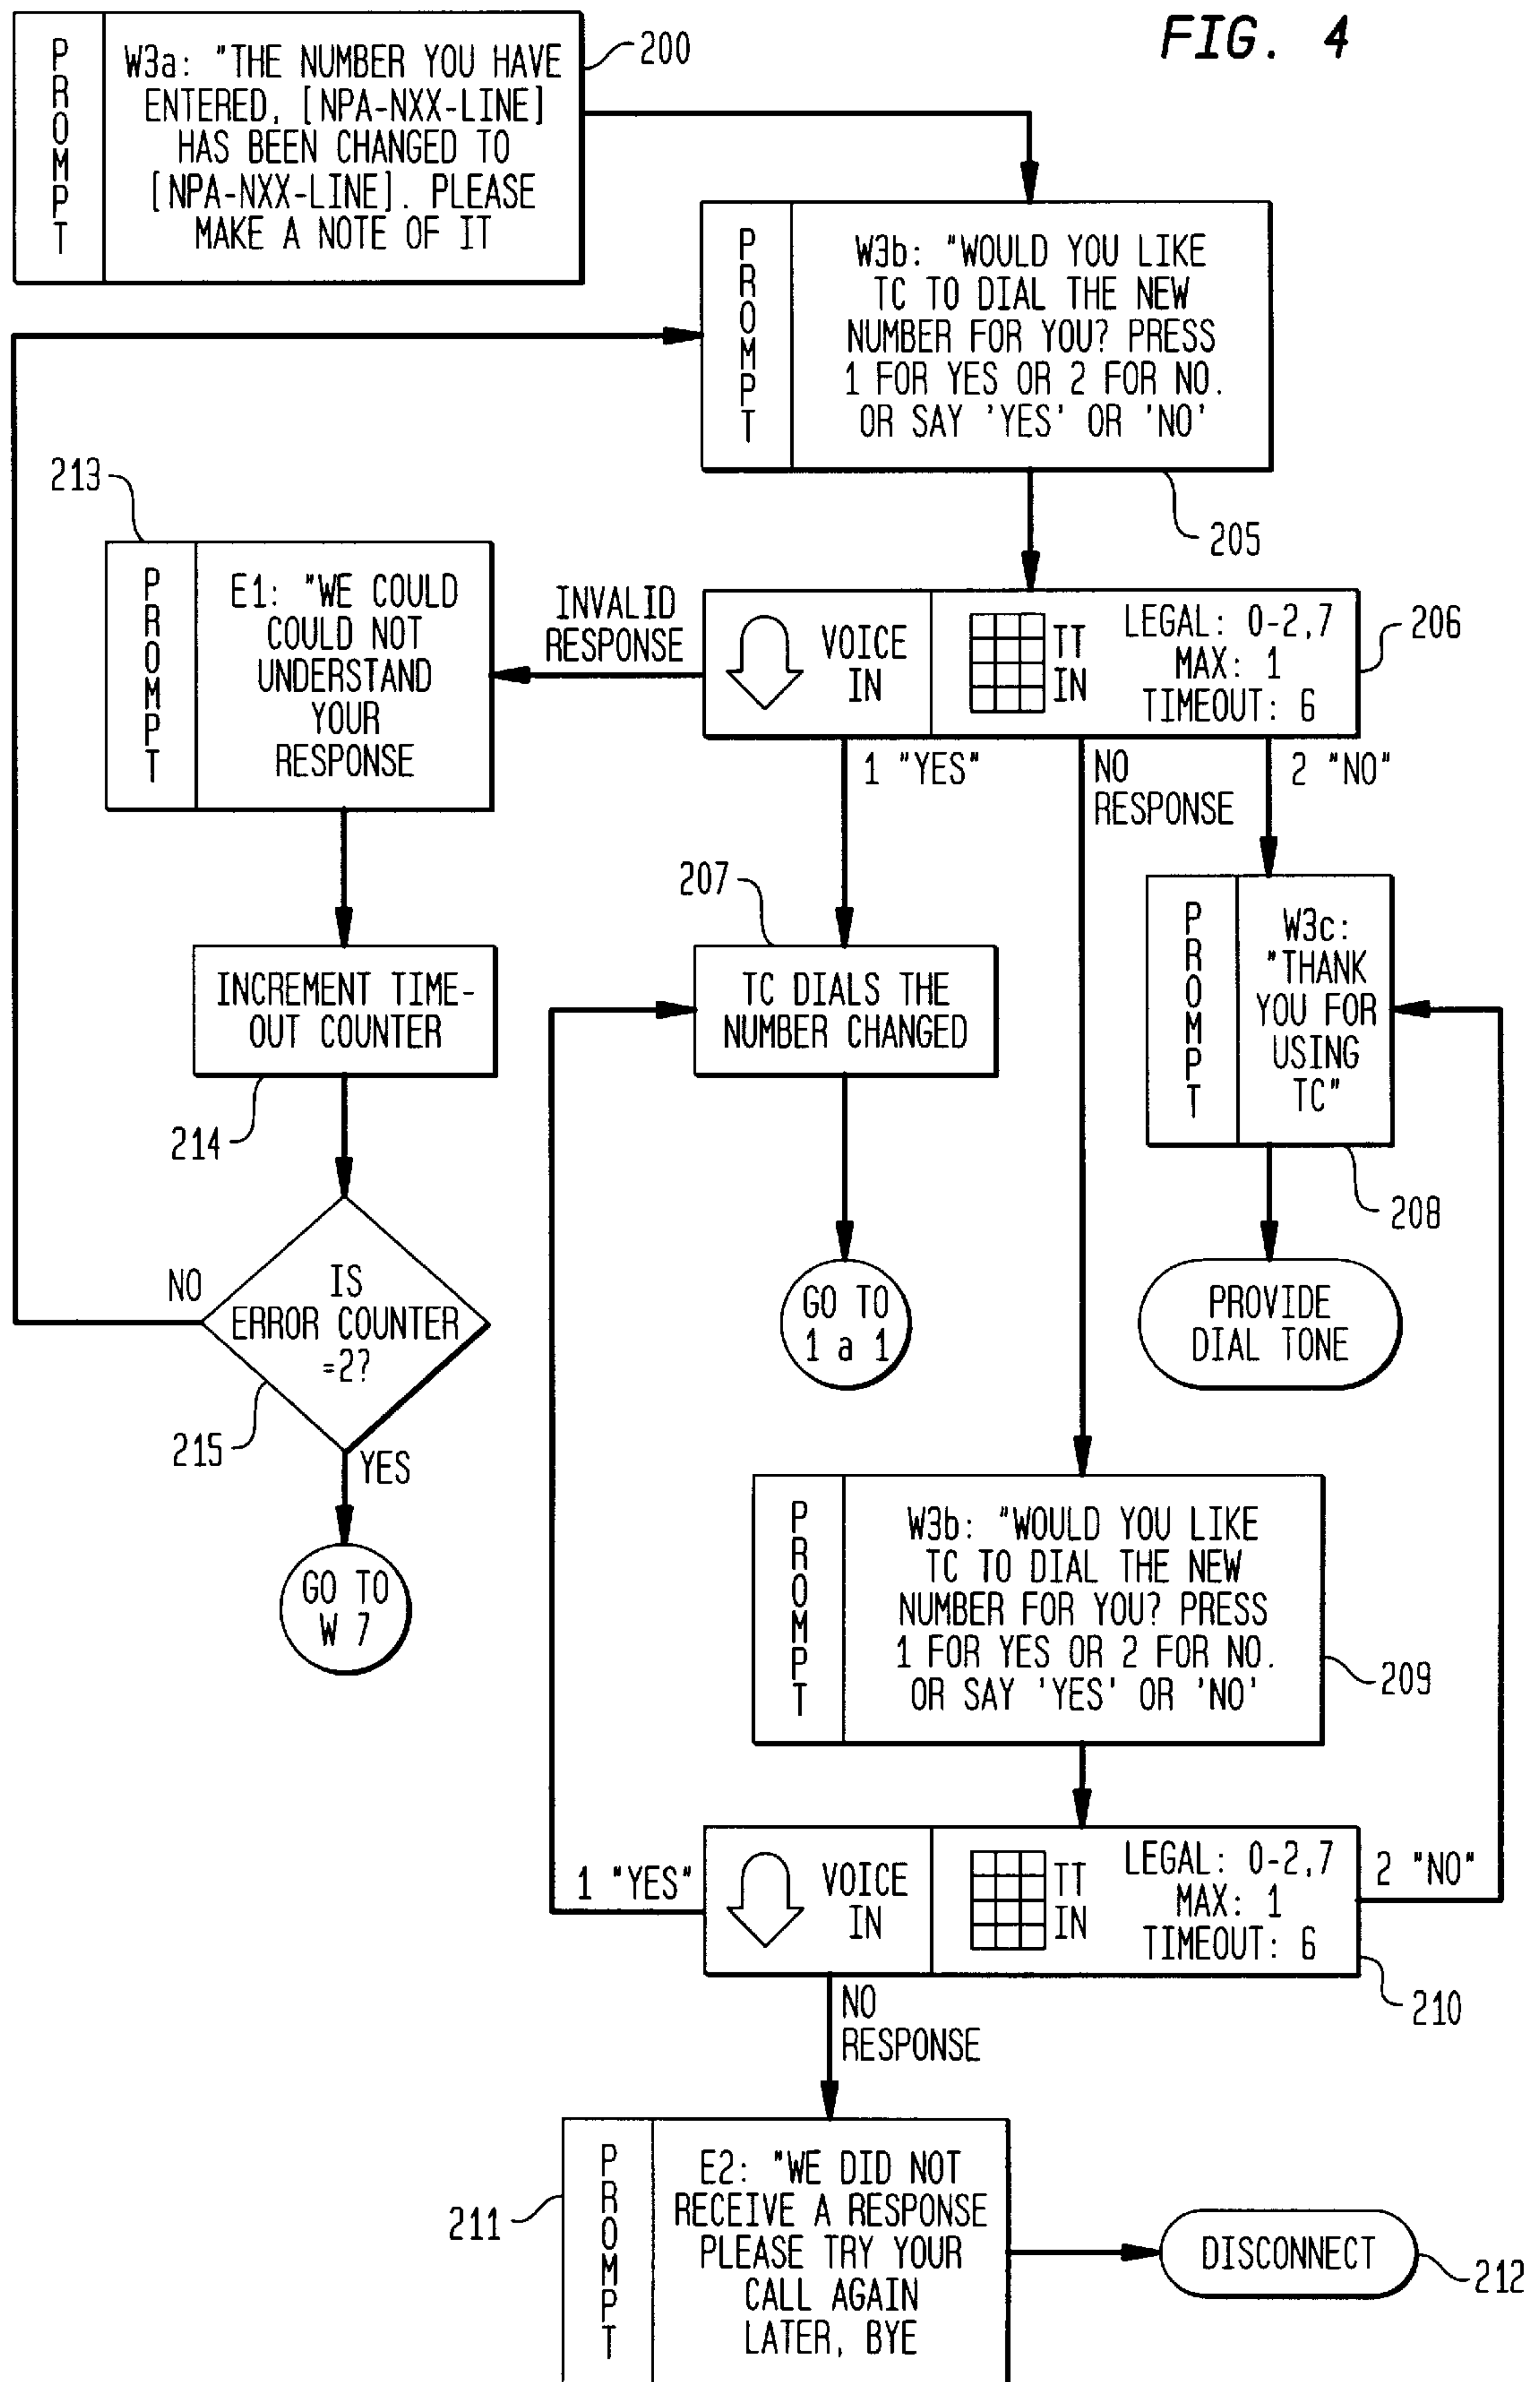 FIG. 4
PROMPT
W3a: "THE NUMBER YOU HAVE
ENTERED, [NPA-NXX-LINE]
HAS BEEN CHANGED TO
[NPA-NXX-LINE]. PLEASE
MAKE A NOTE OF IT
200
PROMPT
W3b: "WOULD YOU LIKE
TC TO DIAL THE NEW
NUMBER FOR YOU? PRESS
1 FOR YES OR 2 FOR NO.
OR SAY 'YES' OR 'NO'
205
213
PROMPT
E1: "WE COULD
COULD NOT
UNDERSTAND
YOUR
RESPONSE
INVALID
RESPONSE
VOICE
IN
TT
IN
LEGAL: 0-2,7
MAX: 1
TIMEOUT: 6
206
1 "YES"
NO
RESPONSE
2 "NO"
207
TC DIALS THE
NUMBER CHANGED
PROMPT
W3c:
"THANK
YOU FOR
USING
TC"
208
INCREMENT TIME-
OUT COUNTER
214
IS
ERROR COUNTER
=2?
NO
215
YES
GO TO
W 7
GO TO
1 a 1
PROVIDE
DIAL TONE
PROMPT
W3b: "WOULD YOU LIKE
TC TO DIAL THE NEW
NUMBER FOR YOU? PRESS
1 FOR YES OR 2 FOR NO.
OR SAY 'YES' OR 'NO'
209
1 "YES"
VOICE
IN
TT
IN
LEGAL: 0-2,7
MAX: 1
TIMEOUT: 6
2 "NO"
210
NO
RESPONSE
211
PROMPT
E2: "WE DID NOT
RECEIVE A RESPONSE
PLEASE TRY YOUR
CALL AGAIN
LATER, BYE
DISCONNECT
212